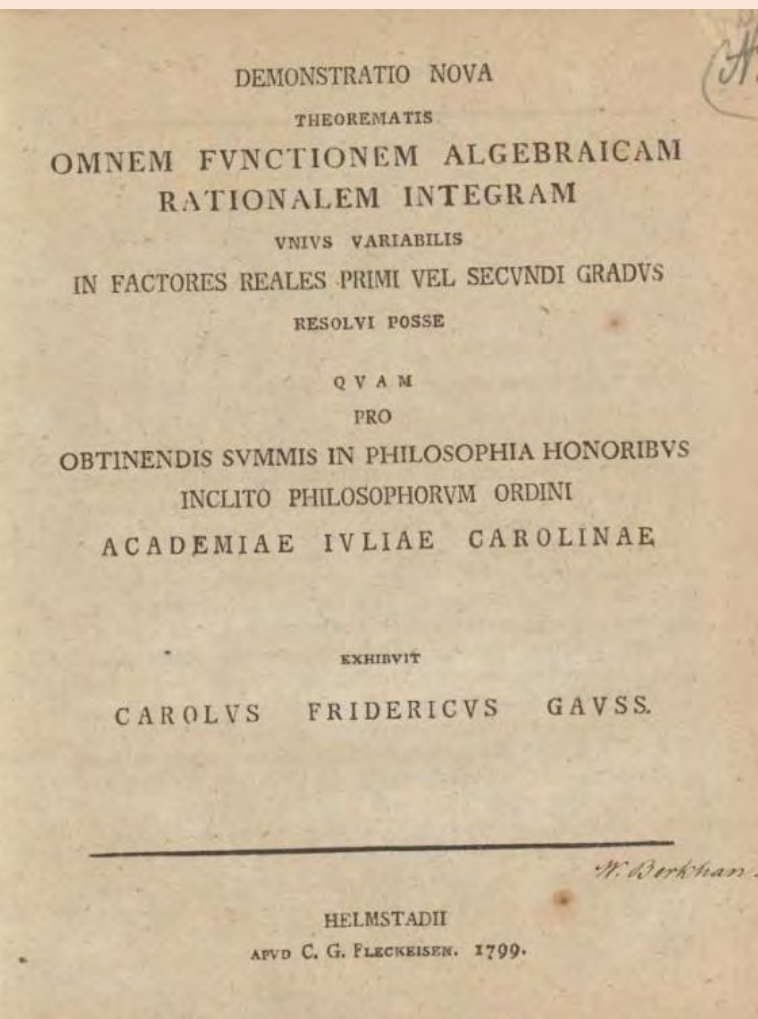 DEMONSTRATIO NOVA
THEOREMATIS
OMNEM FVNCTIONEM ALGEBRAICAM
RATIONALEM INTEGRAM
VNIVS VARIABILIS
IN FACTORES REALES PRIMI VEL SECVNDI GRADVS
RESOLVI POSSE
QVAM
PRO
OBTINENDIS SVMMIS IN PHILOSOPHIA HONORIBVS
INCLITO PHILOSOPHORVM ORDINI
ACADEMIAE IVLIAE CAROLINAE
EXHIBVIT
CAROLVS FRIDERICVS GAVSS.
W. Berkhan.
HELMSTADII
APVD C. G. FLECKEISEN. 1799.